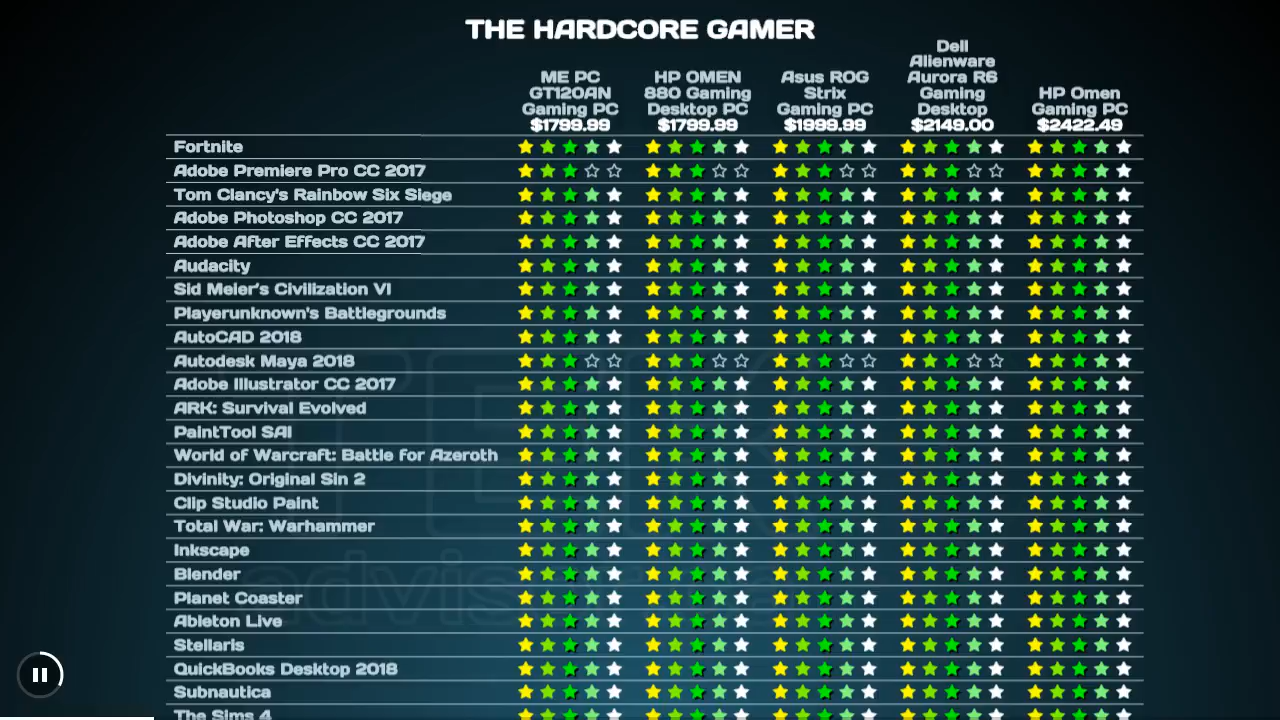 THE HARDCORE GAMER
ME PC
GT120AN
Gaming PC
$1799.99
HP OMEN
880 Gaming
Desktop PC
$1799.99
Asus ROG
Strix
Gaming PC
$1999.99
Dell
Alienware
Aurora R6
Gaming
Desktop
$2149.00
HP Omen
Gaming PC
$2422.49
Fortnite
Adobe Premiere Pro CC 2017
Tom Clancy's Rainbow Six Siege
Adobe Photoshop CC 2017
Adobe After Effects CC 2017
Audacity
Sid Meier's Civilization VI
Playerunknown's Battlegrounds
AutoCAD 2018
Autodesk Maya 2018
Adobe Illustrator CC 2017
ARK: Survival Evolved
PaintTool SAI
World of Warcraft: Battle for Azeroth
Divinity: Original Sin 2
Clip Studio Paint
Total War: Warhammer
Inkscape
Blender
Planet Coaster
Ableton Live
Stellaris
QuickBooks Desktop 2018
Subnautica
The Sims 4